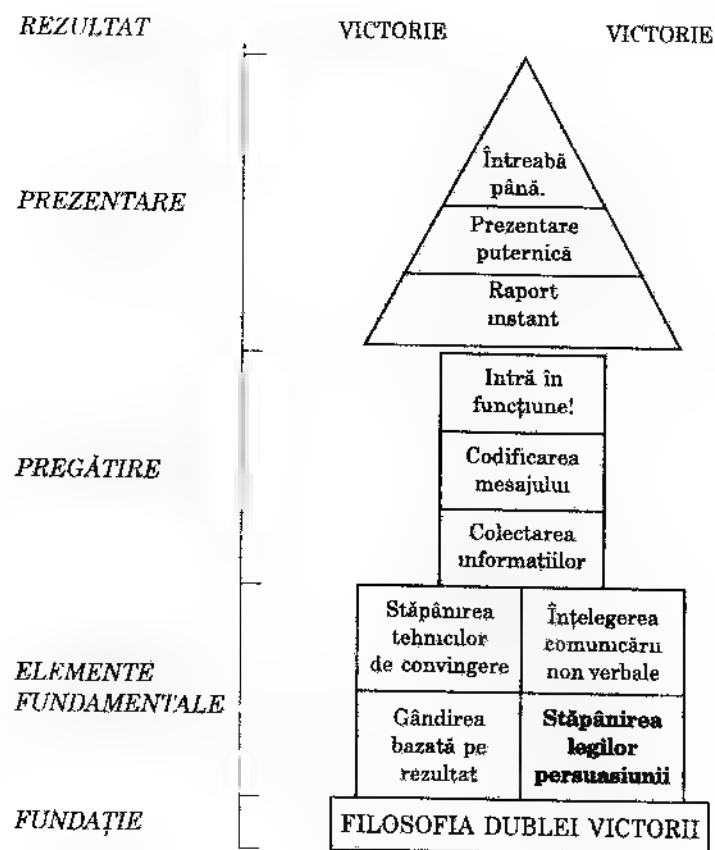 REZULTAT VICTORIE VICTORIE
Întreabă
până.
PREZENTARE
Prezentare
puternică
Raport
instant
Intră în
funcțiune!
PREGĂTIRE
Codificarea
mesajului
Colectarea
informațiilor
Stăpânirea
tehnicilor
de convingere
Înțelegerea
comunicării
non verbale
ELEMENTE
FUNDAMENTALE
Gândirea
bazată pe
rezultat
Stăpânirea
legilor
persuasiunii
FUNDAȚIE
FILOSOFIA DUBLEI VICTORII